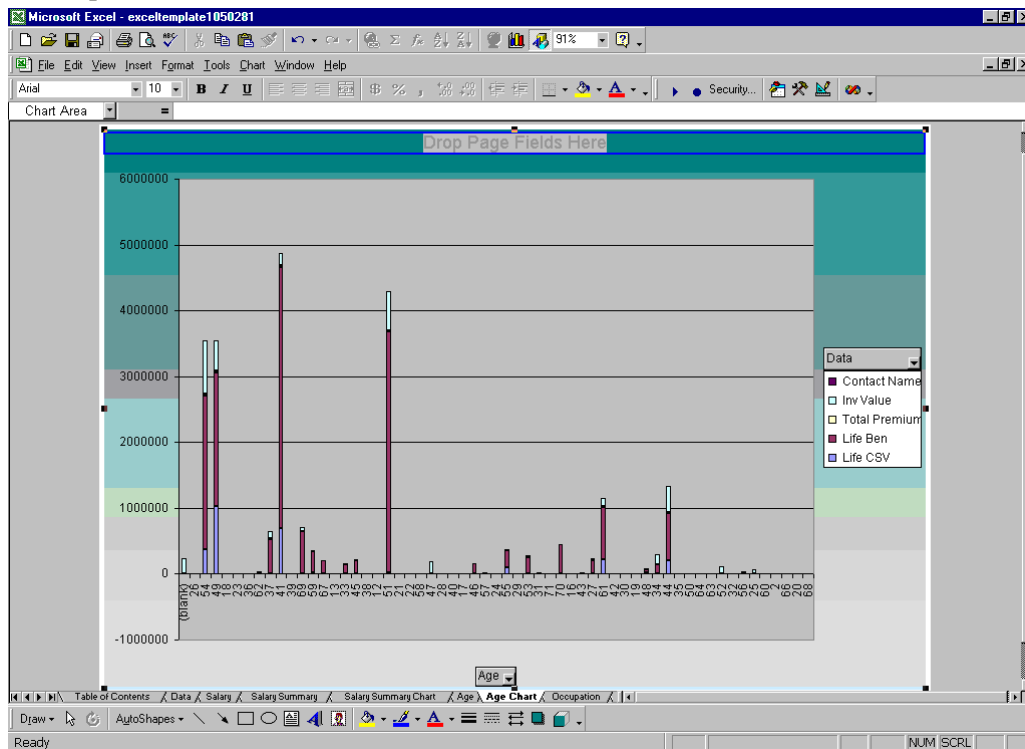 Microsoft Excel - exceltemplate1050281
91%
File Edit View Insert Format Tools Chart Window Help
Arial 10 B I U $ % , Security...
Chart Area =
Drop Page Fields Here
6000000
5000000
4000000
3000000
2000000
1000000
0
-1000000
Data
Contact Name
Inv Value
Total Premium
Life Ben
Life CSV
(blank) 26 54 49
Age
Table of Contents Data Salary Salary Summary Salary Summary Chart Age Age Chart Occupation
Draw AutoShapes
Ready NUM SCRL